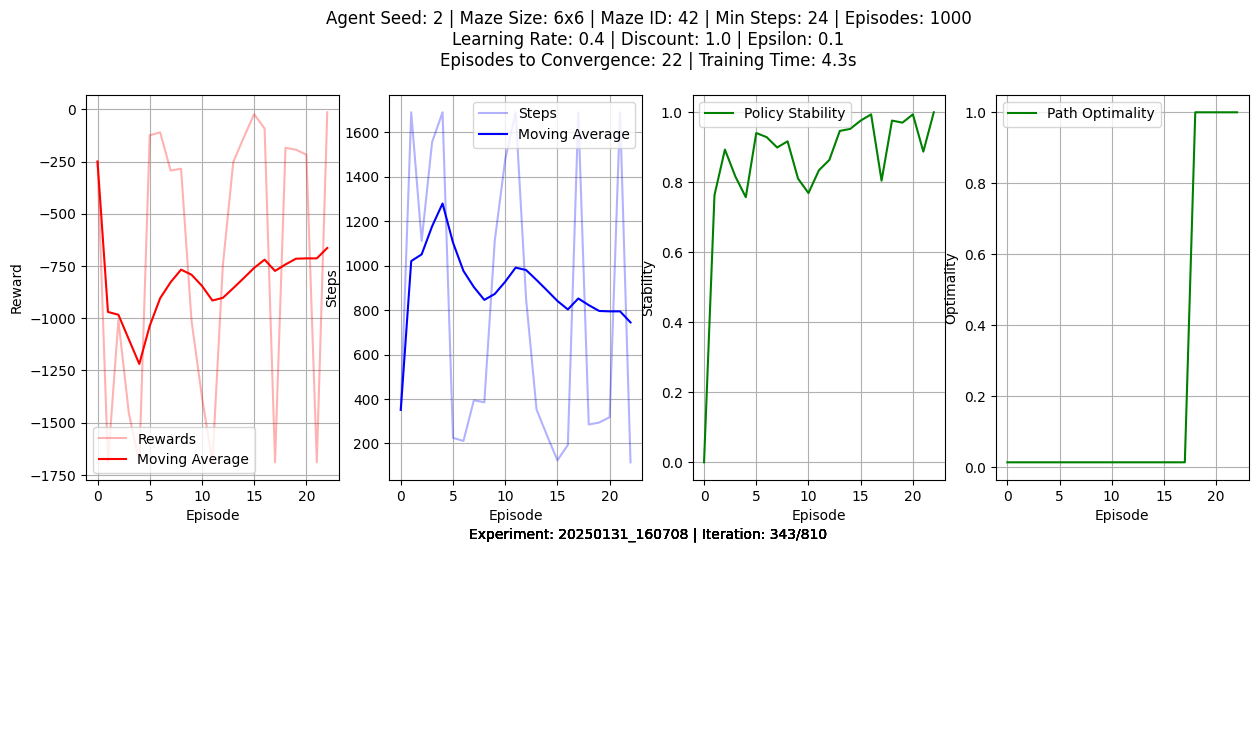 Agent Seed: 2 | Maze Size: 6x6 | Maze ID: 42 | Min Steps: 24 | Episodes: 1000
Learning Rate: 0.4 | Discount: 1.0 | Epsilon: 0.1
Episodes to Convergence: 22 | Training Time: 4.3s
Reward
0
−250
−500
−750
−1000
−1250
−1500
−1750
Rewards
Moving Average
0 5 10 15 20
Episode
Steps
1600
1400
1200
1000
800
600
400
200
Steps
Moving Average
0 5 10 15 20
Episode
Stability
1.0
0.8
0.6
0.4
0.2
0.0
Policy Stability
0 5 10 15 20
Episode
Optimality
1.0
0.8
0.6
0.4
0.2
0.0
Path Optimality
0 5 10 15 20
Episode
Experiment: 20250131_160708 | Iteration: 343/810